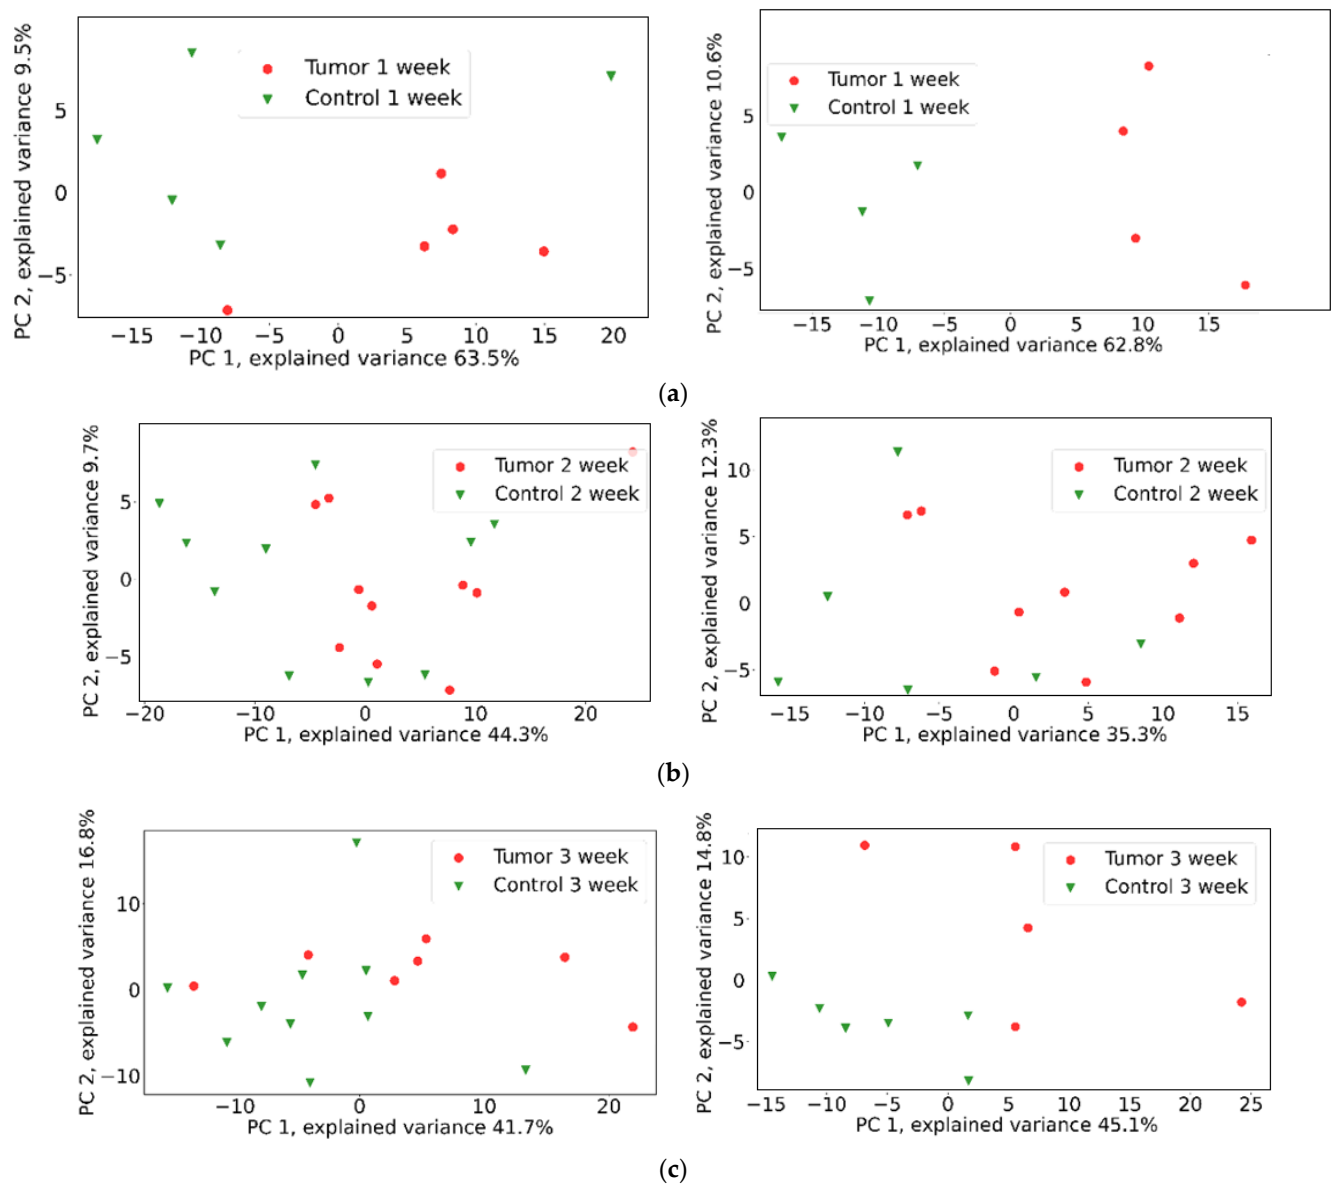 PC 2, explained variance 9.5%
Tumor 1 week
Control 1 week
5
0
−5
−15 −10 −5 0 5 10 15 20
PC 1, explained variance 63.5%
PC 2, explained variance 10.6%
Tumor 1 week
Control 1 week
5
0
−5
−15 −10 −5 0 5 10 15
PC 1, explained variance 62.8%
(a)
PC 2, explained variance 9.7%
Tumor 2 week
Control 2 week
5
0
−5
−20 −10 0 10 20
PC 1, explained variance 44.3%
PC 2, explained variance 12.3%
Tumor 2 week
Control 2 week
10
5
0
−5
−15 −10 −5 0 5 10 15
PC 1, explained variance 35.3%
(b)
PC 2, explained variance 16.8%
Tumor 3 week
Control 3 week
10
0
−10
−10 0 10 20
PC 1, explained variance 41.7%
PC 2, explained variance 14.8%
Tumor 3 week
Control 3 week
10
5
0
−5
−15 −10 −5 0 5 10 15 20 25
PC 1, explained variance 45.1%
(c)